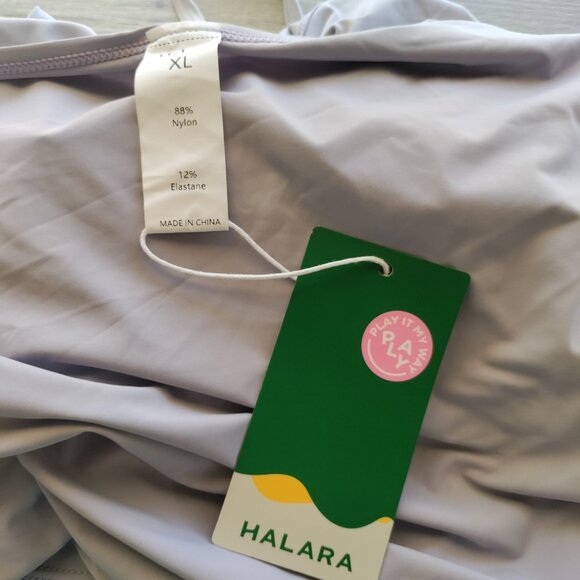 XL
88%
Nylon
12%
Elastane
MADE IN CHINA
PLAY IT MY WAY
PLAY
HALARA